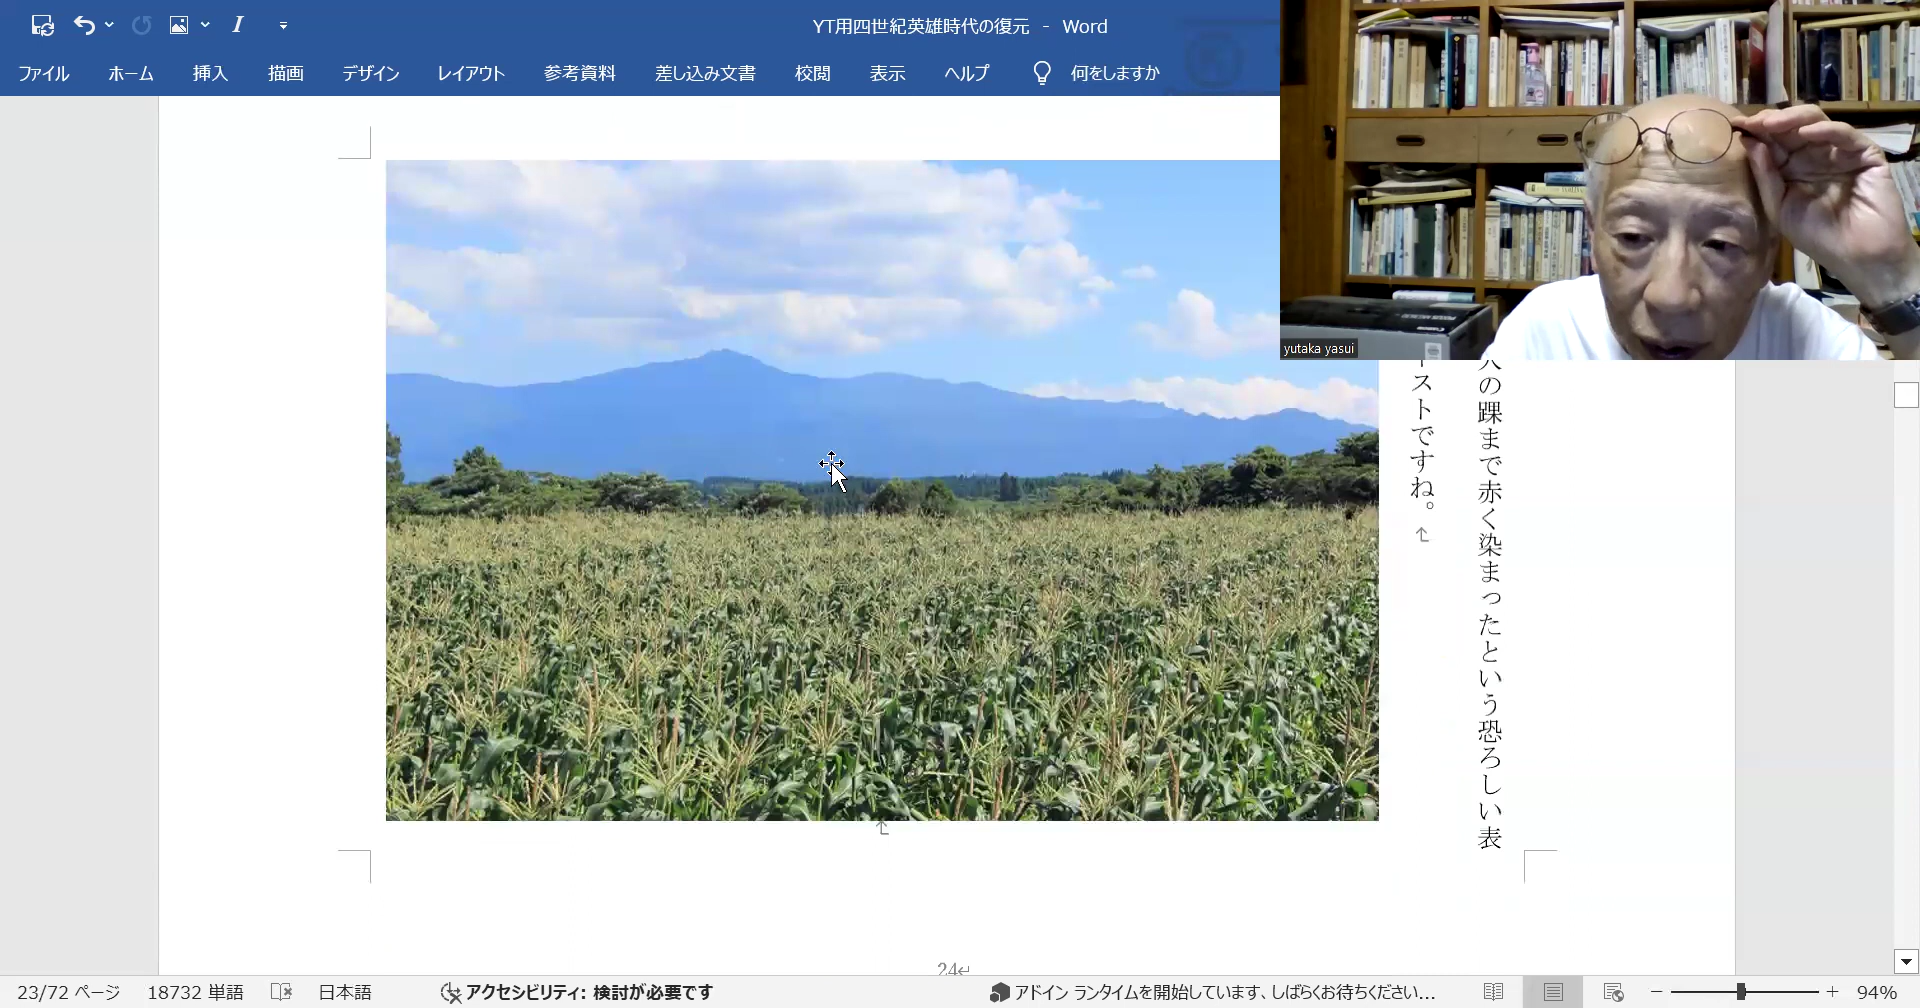 YT用四世紀英雄時代の復元 - Word
ファイル ホーム 挿入 描画 デザイン レイアウト 参考資料 差し込み文書 校閲 表示 ヘルプ 何をしますか
yutaka yasui
の踝まで赤く染まったという恐ろしい表
ストですね。
24
23/72 ページ 18732 単語 日本語 アクセシビリティ: 検討が必要です アドイン ランタイムを開始しています、しばらくお待ちください... 94%